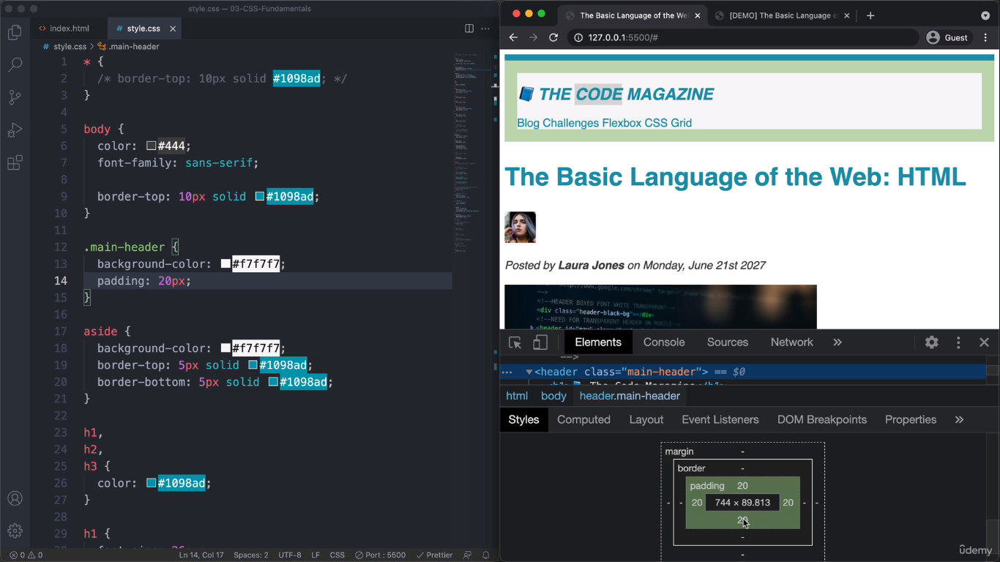 style.css — 03-CSS-Fundamentals
<> index.html
# style.css ×
# style.css > .main-header
1 * {
2 /* border-top: 10px solid #1098ad; */
3 }
4
5 body {
6 color: #444;
7 font-family: sans-serif;
8
9 border-top: 10px solid #1098ad;
10 }
11
12 .main-header {
13 background-color: #f7f7f7;
14 padding: 20px;
15 }
16
17 aside {
18 background-color: #f7f7f7;
19 border-top: 5px solid #1098ad;
20 border-bottom: 5px solid #1098ad;
21 }
22
23 h1,
24 h2,
25 h3 {
26 color: #1098ad;
27 }
28
29 h1 {
0 0
Ln 14, Col 17 Spaces: 2 UTF-8 LF CSS Port : 5500 Prettier
The Basic Language of the We
[DEMO] The Basic Language o
127.0.0.1:5500/#
Guest
THE CODE MAGAZINE
Blog Challenges Flexbox CSS Grid
The Basic Language of the Web: HTML
Posted by Laura Jones on Monday, June 21st 2027
-->
<!--HEADER BOXED FONT WHITE TRANSPARENT-->
<div class="header-black-bg"></div>
<!--NEED FOR TRANSPARENT HEADER ON MOBILE-->
Elements Console Sources Network »
-->
<header class="main-header"> == $0
html body header.main-header
Styles Computed Layout Event Listeners DOM Breakpoints Properties »
margin -
border -
padding 20
- - 20 744 × 89.813 20 - -
20
-
-
ûdemy